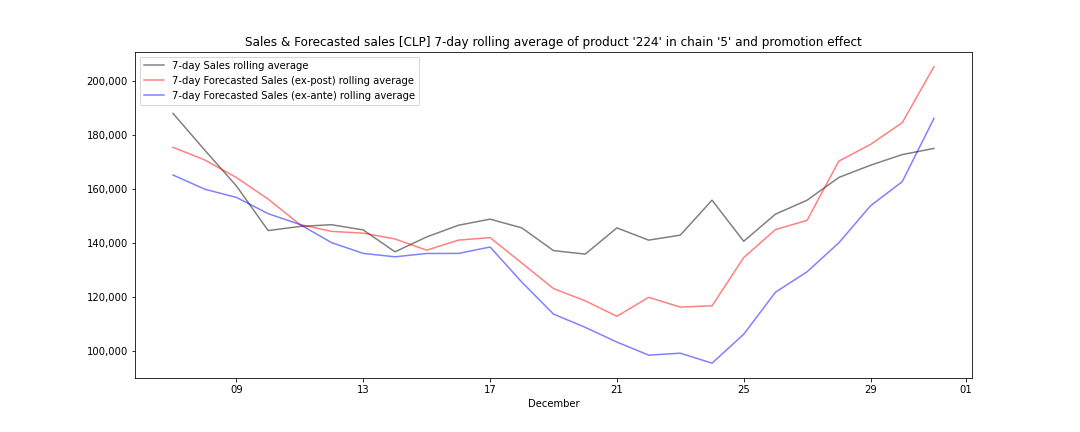 Sales & Forecasted sales [CLP] 7-day rolling average of product '224' in chain '5' and promotion effect
7-day Sales rolling average
7-day Forecasted Sales (ex-post) rolling average
7-day Forecasted Sales (ex-ante) rolling average
200,000
180,000
160,000
140,000
120,000
100,000
09 13 17 21 25 29 01
December